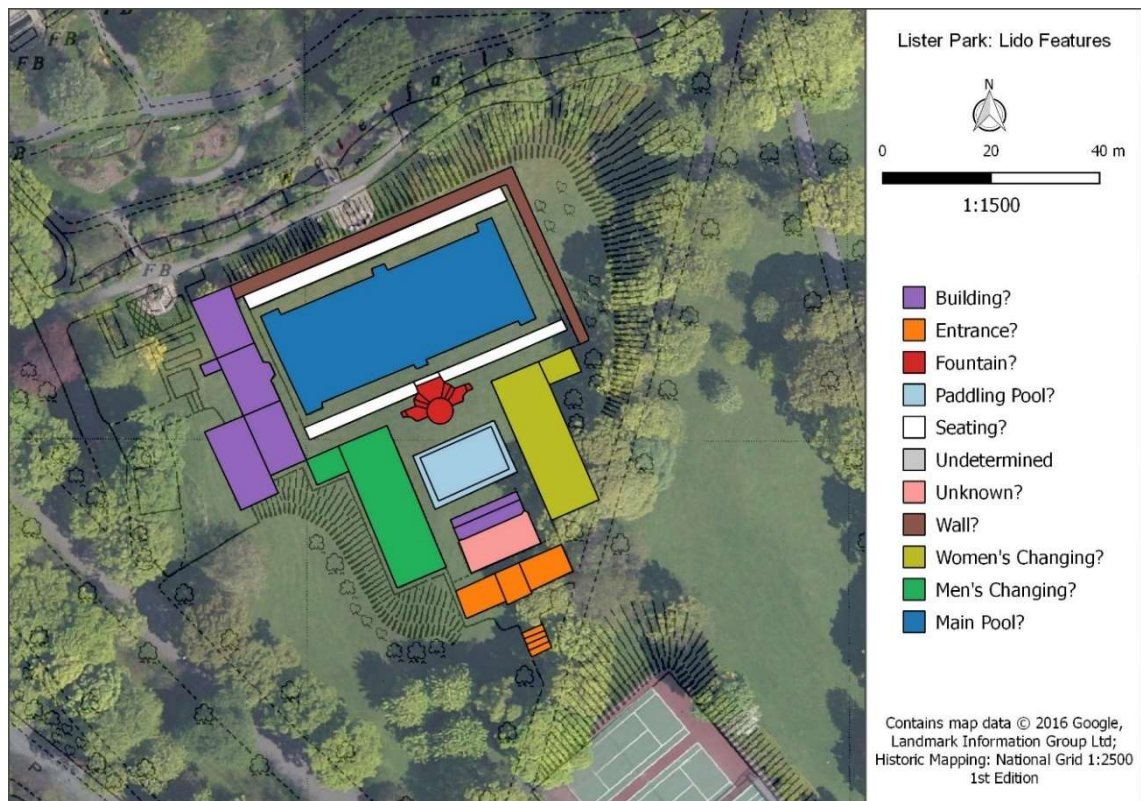 F B
F B
B
W a t e r f a l l s
F B
P
Lister Park: Lido Features
N
0 20 40 m
1:1500
Building?
Entrance?
Fountain?
Paddling Pool?
Seating?
Undetermined
Unknown?
Wall?
Women's Changing?
Men's Changing?
Main Pool?
Contains map data © 2016 Google,
Landmark Information Group Ltd;
Historic Mapping: National Grid 1:2500
1st Edition